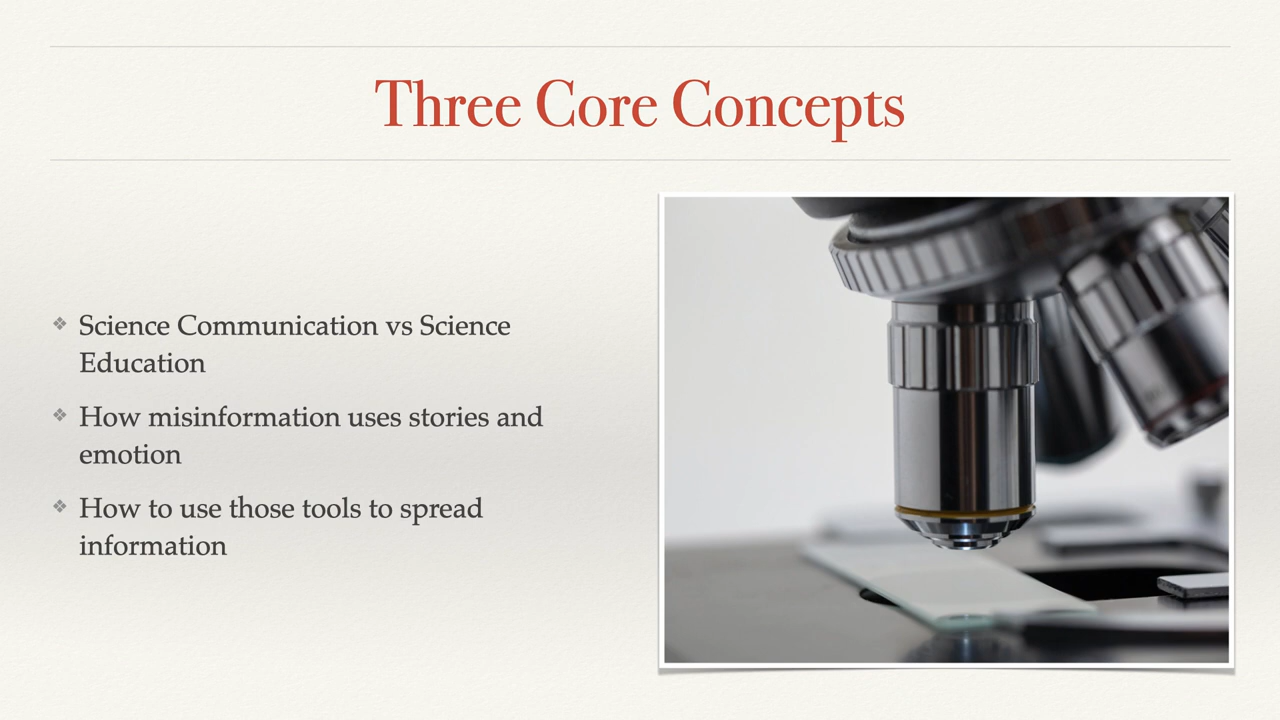 Three Core Concepts
Science Communication vs Science
Education
How misinformation uses stories and
emotion
How to use those tools to spread
information